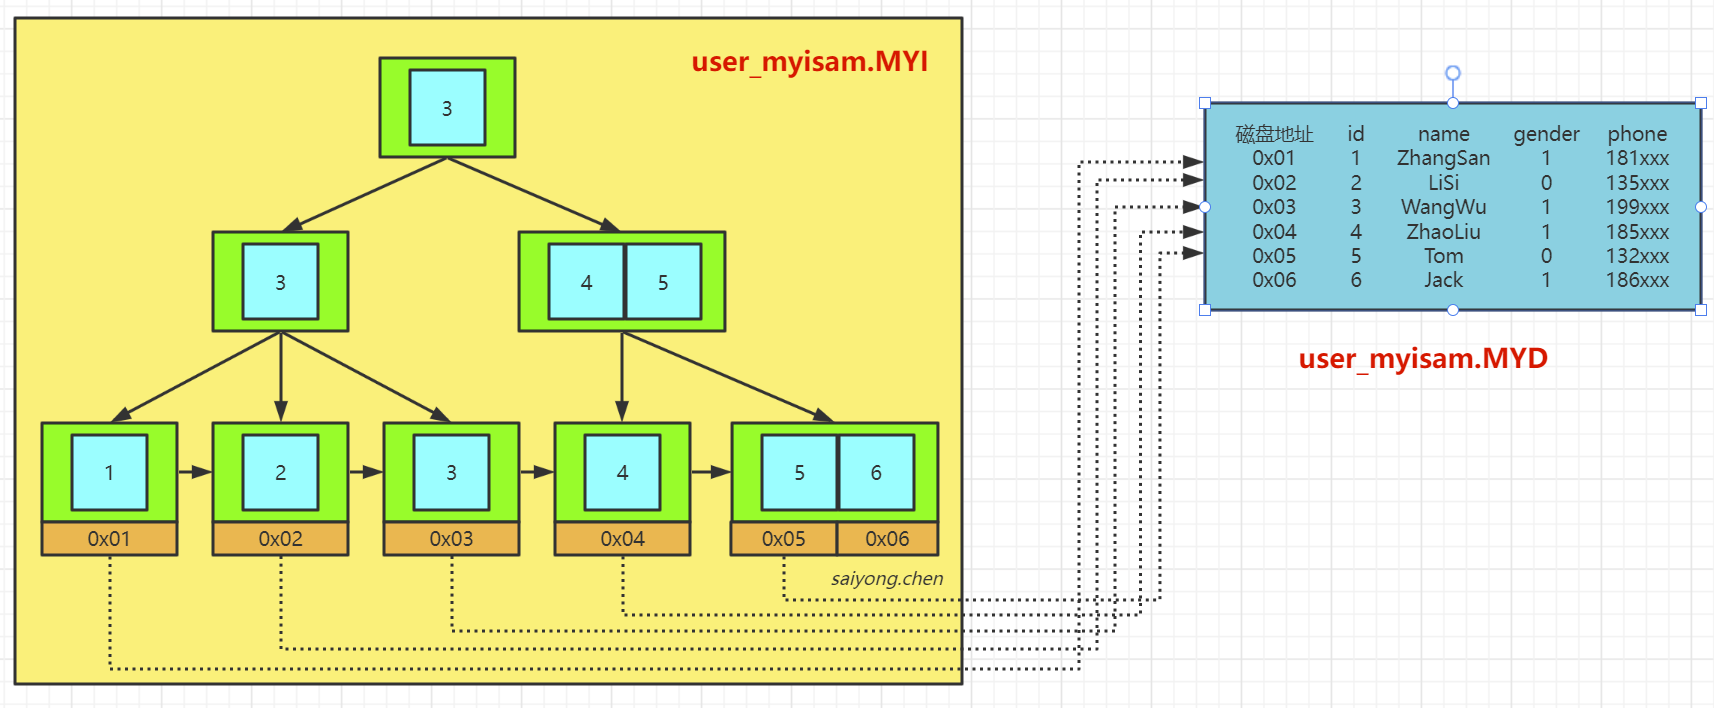 user_myisam.MYI
3
3
4 5
1 2 3 4 5 6
0x01 0x02 0x03 0x04 0x05 0x06
saiyong.chen
磁盘地址 id name gender phone
0x01 1 ZhangSan 1 181xxx
0x02 2 LiSi 0 135xxx
0x03 3 WangWu 1 199xxx
0x04 4 ZhaoLiu 1 185xxx
0x05 5 Tom 0 132xxx
0x06 6 Jack 1 186xxx
user_myisam.MYD